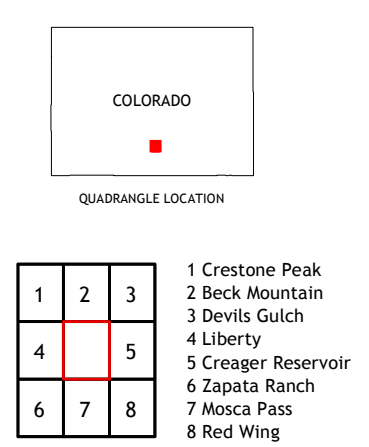 COLORADO
QUADRANGLE LOCATION
1 2 3
4 5
6 7 8
1 Crestone Peak
2 Beck Mountain
3 Devils Gulch
4 Liberty
5 Creager Reservoir
6 Zapata Ranch
7 Mosca Pass
8 Red Wing